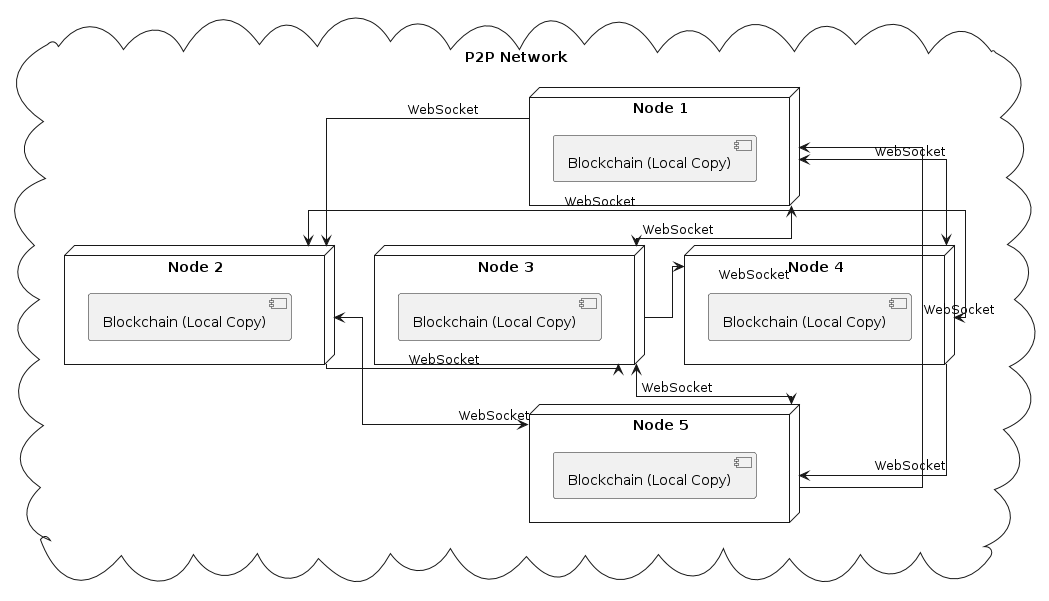 P2P Network
WebSocket
Node 1
WebSocket
Blockchain (Local Copy)
WebSocket
WebSocket
Node 2
Node 3
Node 4
WebSocket
WebSocket
Blockchain (Local Copy)
Blockchain (Local Copy)
Blockchain (Local Copy)
WebSocket
WebSocket
WebSocket
Node 5
WebSocket
Blockchain (Local Copy)